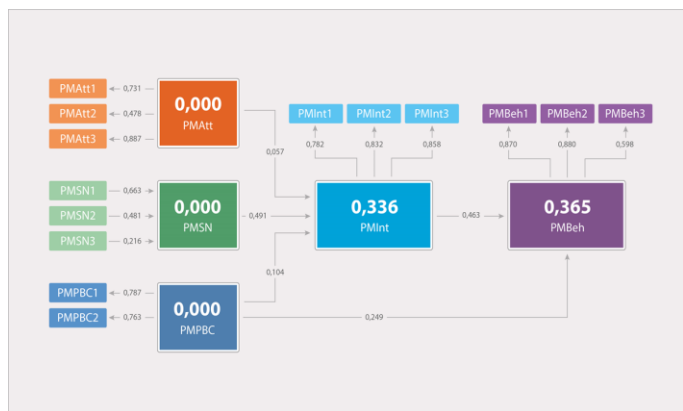 PMAtt1
0,731
PMAtt2
0,478
PMAtt3
0,887
0,000
PMAtt
0,057
PMInt1
PMInt2
PMInt3
0,782
0,832
0,858
PMBeh1
PMBeh2
PMBeh3
0,870
0,880
0,598
PMSN1
0,663
PMSN2
0,481
PMSN3
0,216
0,000
PMSN
0,491
0,336
PMInt
0,463
0,365
PMBeh
0,104
PMPBC1
0,787
PMPBC2
0,763
0,000
PMPBC
0,249